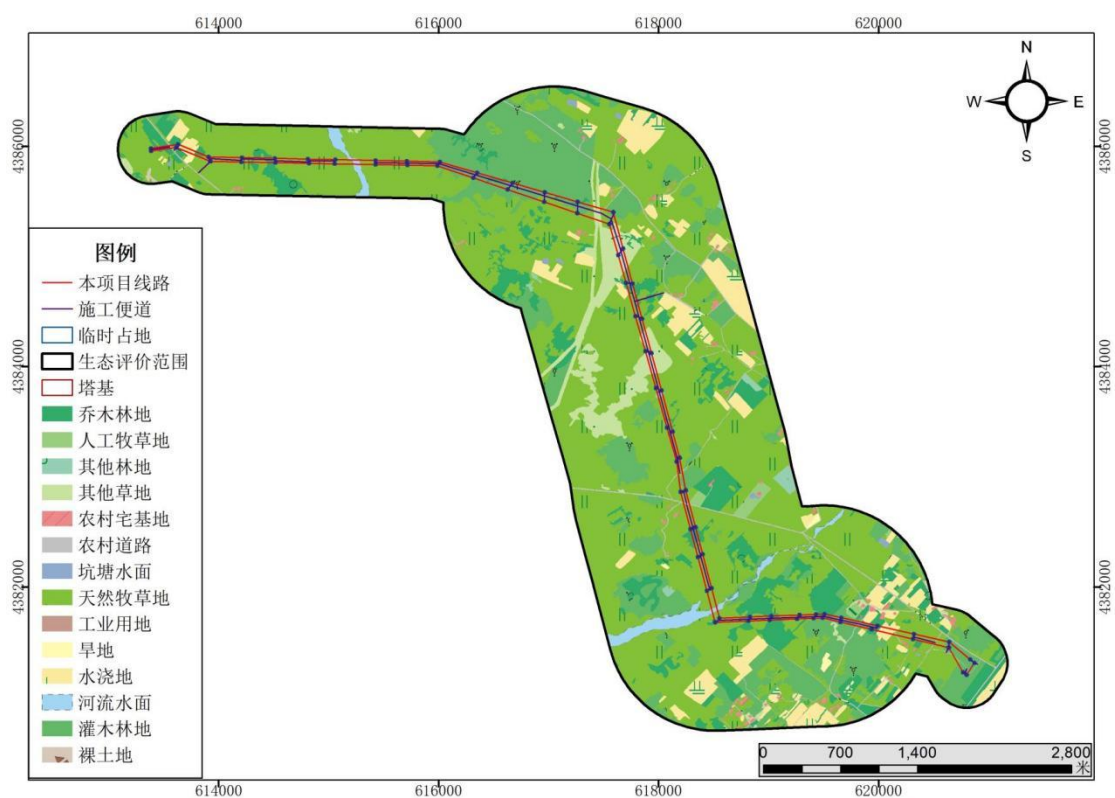 614000 616000 618000 620000
N
W E
S
4386000 4386000
图例
本项目线路
施工便道
临时占地
生态评价范围
塔基
乔木林地
人工牧草地
其他林地
其他草地
农村宅基地
农村道路
坑塘水面
天然牧草地
工业用地
旱地
水浇地
河流水面
灌木林地
裸土地
4384000 4384000
4382000 4382000
0 700 1,400 2,800
米
614000 616000 618000 620000